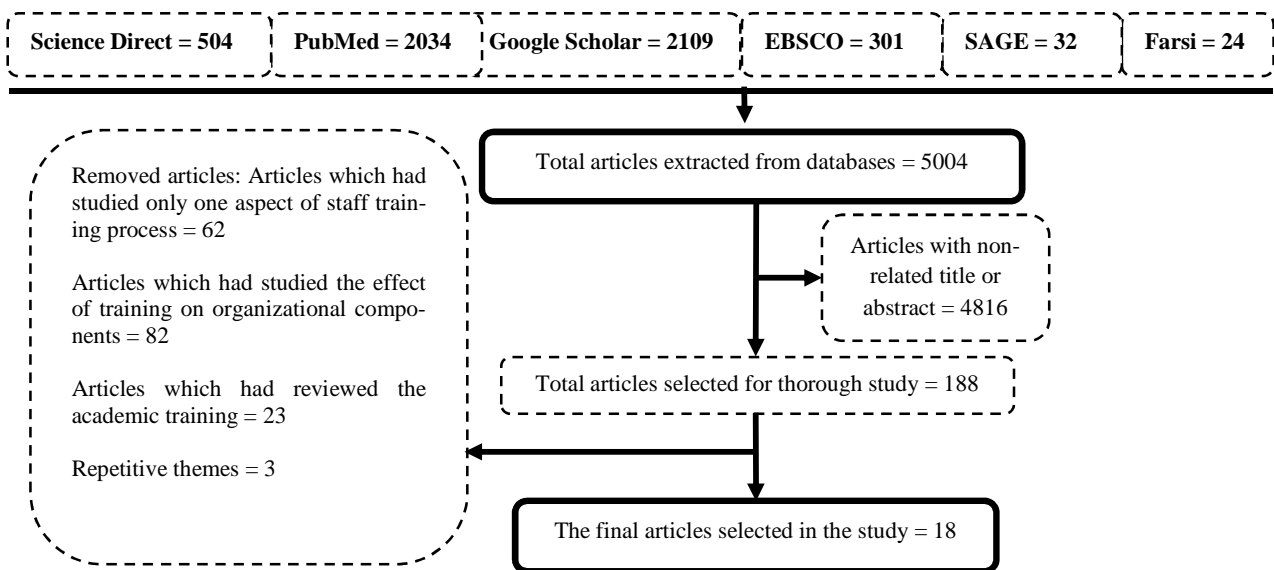 Science Direct = 504
PubMed = 2034
Google Scholar = 2109
EBSCO = 301
SAGE = 32
Farsi = 24
Total articles extracted from databases = 5004
Removed articles: Articles which had
studied only one aspect of staff train-
ing process = 62
Articles which had studied the effect
of training on organizational compo-
nents = 82
Articles which had reviewed the
academic training = 23
Repetitive themes = 3
Articles with non-
related title or
abstract = 4816
Total articles selected for thorough study = 188
The final articles selected in the study = 18